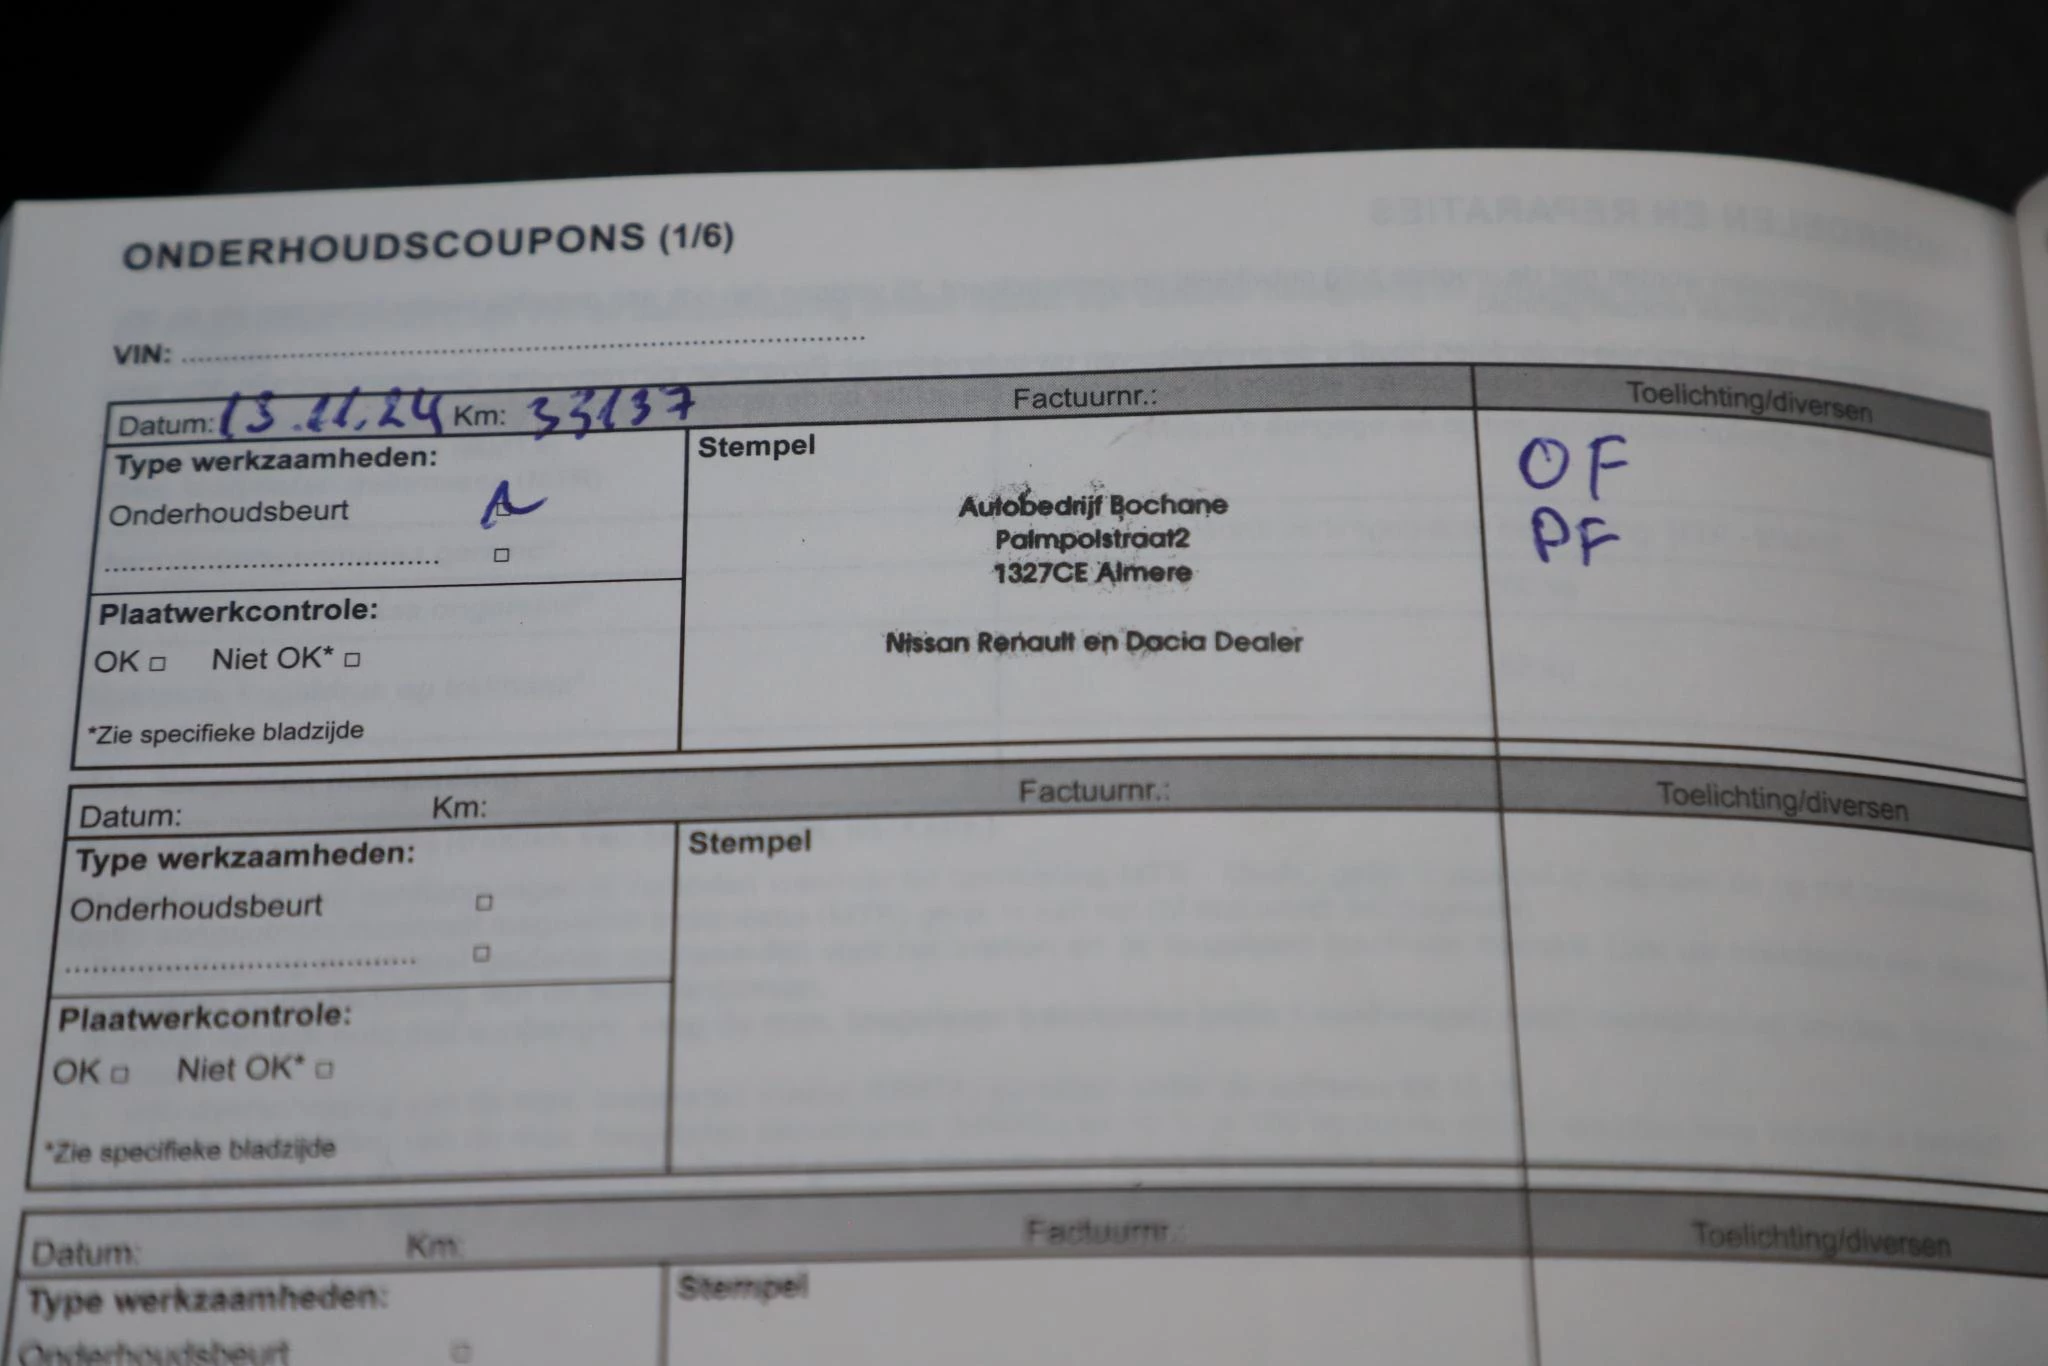 ONDERHOUDSCOUPONS (1/6)
VIN:
Datum: 13.11.24 Km: 33137 Factuurnr.: Toelichting/diversen
Type werkzaamheden:
Stempel
OF
Onderhoudsbeurt
Autobedrijf Bochane
PF
Palmpolstraat2
1327CE Almere
Plaatwerkcontrole:
Nissan Renault en Dacia Dealer
OK Niet OK*
*Zie specifieke bladzijde
Datum: Km: Factuurnr.: Toelichting/diversen
Type werkzaamheden:
Stempel
Onderhoudsbeurt
Plaatwerkcontrole:
OK Niet OK*
*Zie specifieke bladzijde
Datum: Km: Factuurnr.: Toelichting/diversen
Type werkzaamheden:
Stempel
Onderhoudsbeurt